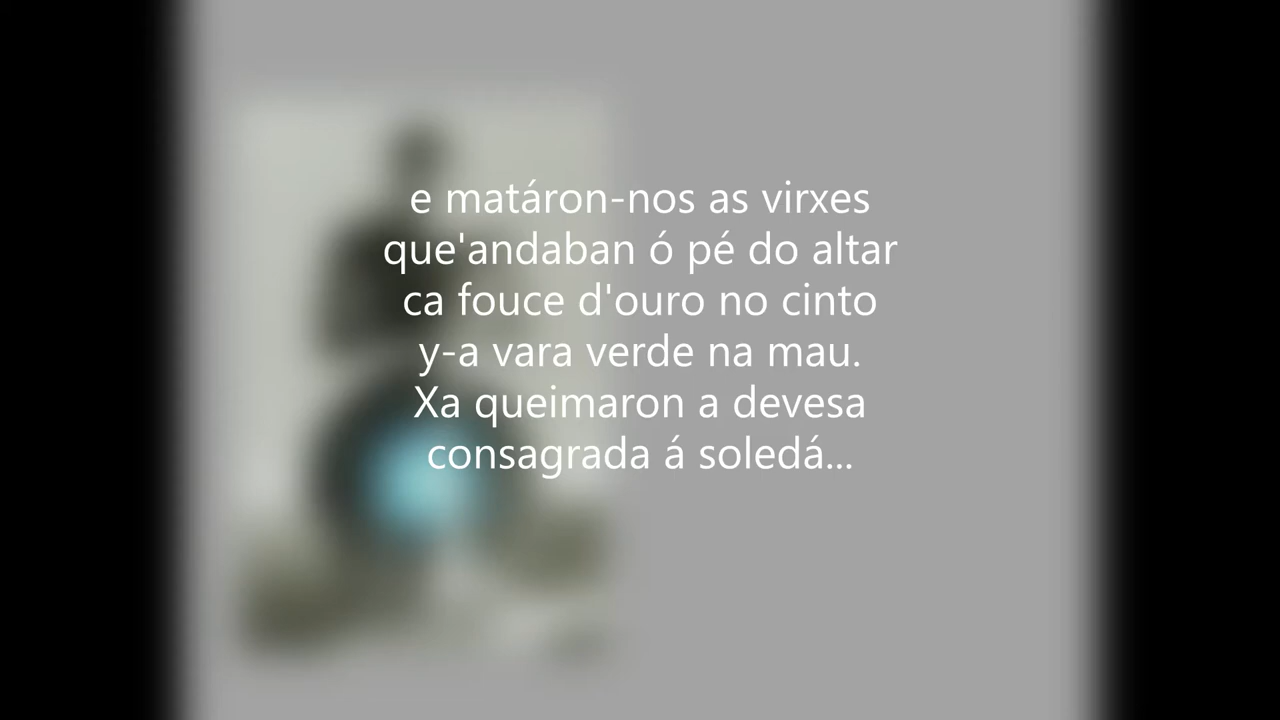 e matáron-nos as virxes
que'andaban ó pé do altar
ca fouce d'ouro no cinto
y-a vara verde na mau.
Xa queimaron a devesa
consagrada á soledá...